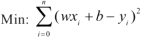 Min: $\sum_{i=0}^{n} (wx_i + b - y_i)^2$